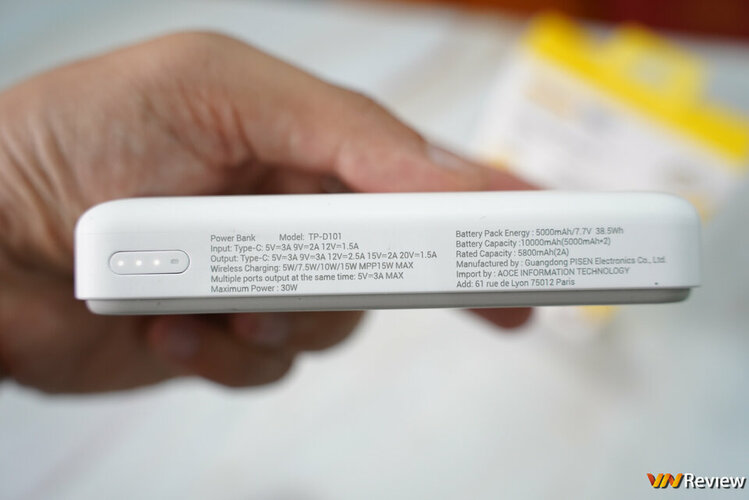 Power Bank Model: TP-D101
Input: Type-C: 5V=3A 9V=2A 12V=1.5A
Output: Type-C: 5V=3A 9V=3A 12V=2.5A 15V=2A 20V=1.5A
Wireless Charging: 5W/7.5W/10W/15W MPP15W MAX
Multiple ports output at the same time: 5V=3A MAX
Maximum Power : 30W
Battery Pack Energy : 5000mAh/7.7V 38.5Wh
Battery Capacity :10000mAh(5000mAh*2)
Rated Capacity : 5800mAh(2A)
Manufactured by : Guangdong PISEN Electronics Co., Ltd.
Import by : AOCE INFORMATION TECHNOLOGY
Add: 61 rue de Lyon 75012 Paris
VN Review